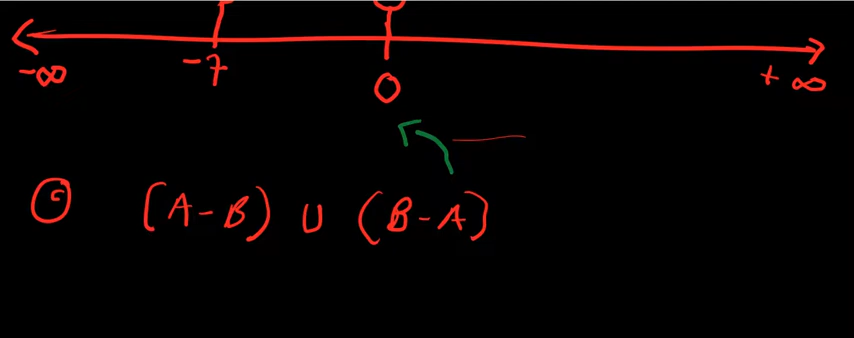 -∞ -7 0 + ∞
ⓒ (A - B) ∪ (B - A)